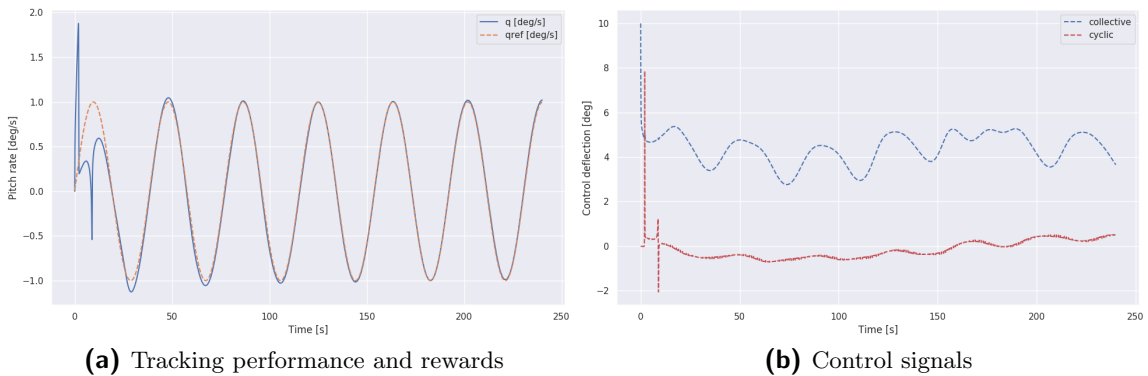 2.0
1.5
1.0
0.5
0.0
−0.5
−1.0
Pitch rate [deg/s]
q [deg/s]
qref [deg/s]
0
50
100
150
200
250
Time [s]
(a) Tracking performance and rewards
10
8
6
4
2
0
−2
Control deflection [deg]
collective
cyclic
0
50
100
150
200
250
Time [s]
(b) Control signals